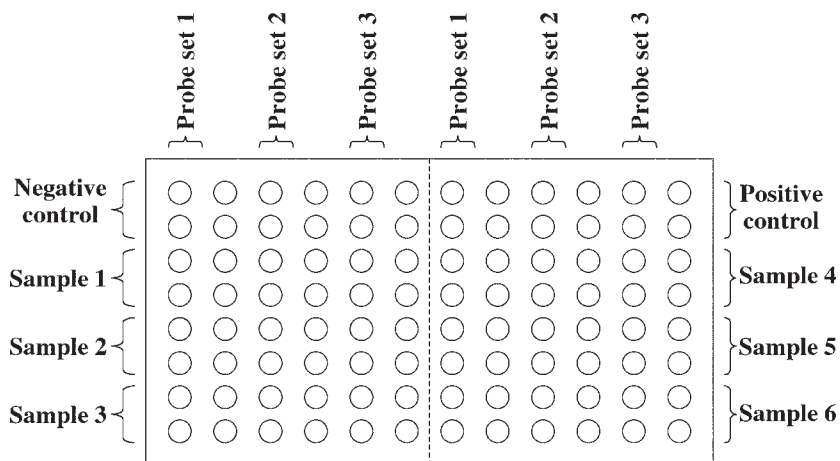 Probe set 1
Probe set 2
Probe set 3
Probe set 1
Probe set 2
Probe set 3
Negative
control
Positive
control
Sample 1
Sample 4
Sample 2
Sample 5
Sample 3
Sample 6